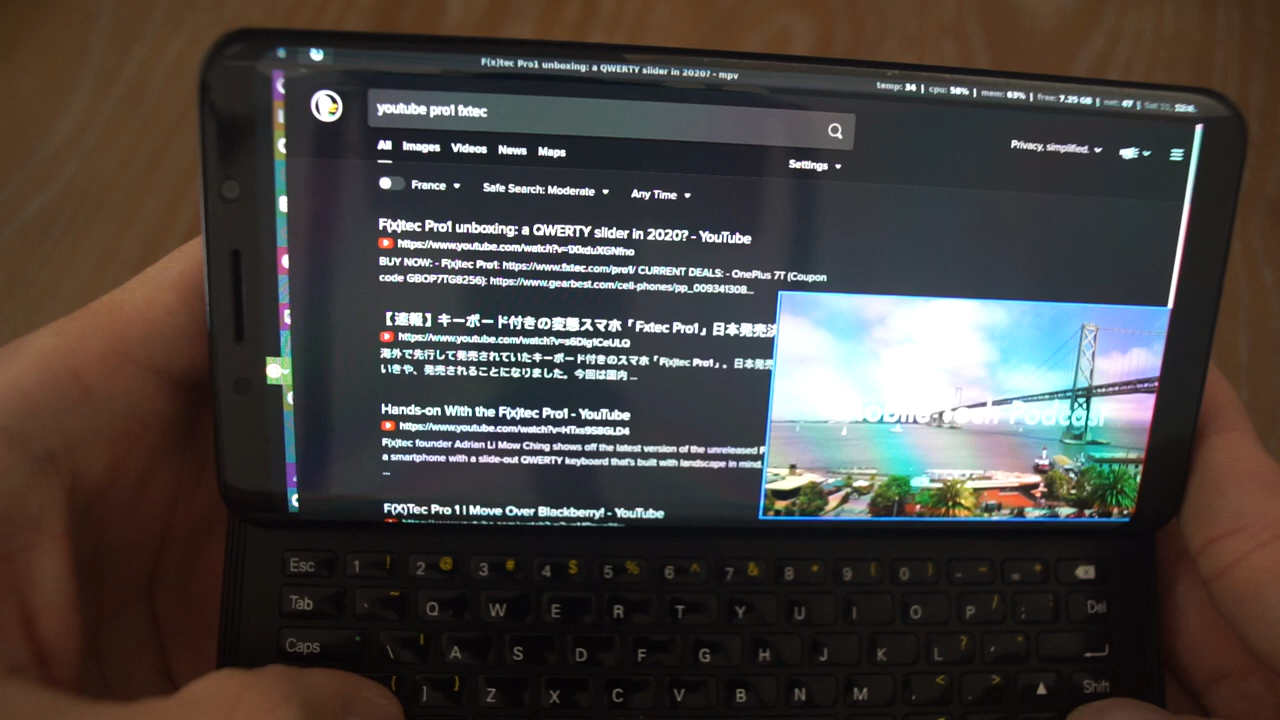 F(x)tec Pro1 unboxing: a QWERTY slider in 2020? - mpv
temp: 34 | cpu: 58% | mem: 63% | free: 7.25 GB | net: 47 | Sat 11,
youtube pro1 fxtec
Privacy, simplified.
All Images Videos News Maps
Settings
France Safe Search: Moderate Any Time
F(x)tec Pro1 unboxing: a QWERTY slider in 2020? - YouTube
BUY NOW: - F(x)tec Pro1: https://www.fxtec.com/pro1/ CURRENT DEALS: - OnePlus 7T (Coupon
code GBOP7TG8256): https://www.gearbest.com/cell-phones/pp_009341308...
【速報】キーボード付きの変態スマホ「Fxtec Pro1」日本発売決
https://www.youtube.com/watch?v=s6Dlg1CeULQ
海外で先行して発売されていたキーボード付きのスマホ「F(x)tec Pro1」。日本発
いきや、発売されることになりました。今回は国内 ...
Hands-on With the F(x)tec Pro1 - YouTube
https://www.youtube.com/watch?v=HTxs9S8GLD4
F(x)tec founder Adrian Li Mow Ching shows off the latest version of the unreleased F
a smartphone with a slide-out QWERTY keyboard that's built with landscape in mind.
...
F(X)Tec Pro 1 | Move Over Blackberry! - YouTube
Mobile Tech Podcast
Esc 1 ! 2 @ 3 # 4 $ 5 % 6 ^ 7 & 8 * 9 ( 0 ) - _ = +
Tab ` ~ Q W E R T Y U I O P / ; : Del
Caps \ | A S D F G H J K L ? , "
[ { ] } Z X C V B N M , < . > Shift